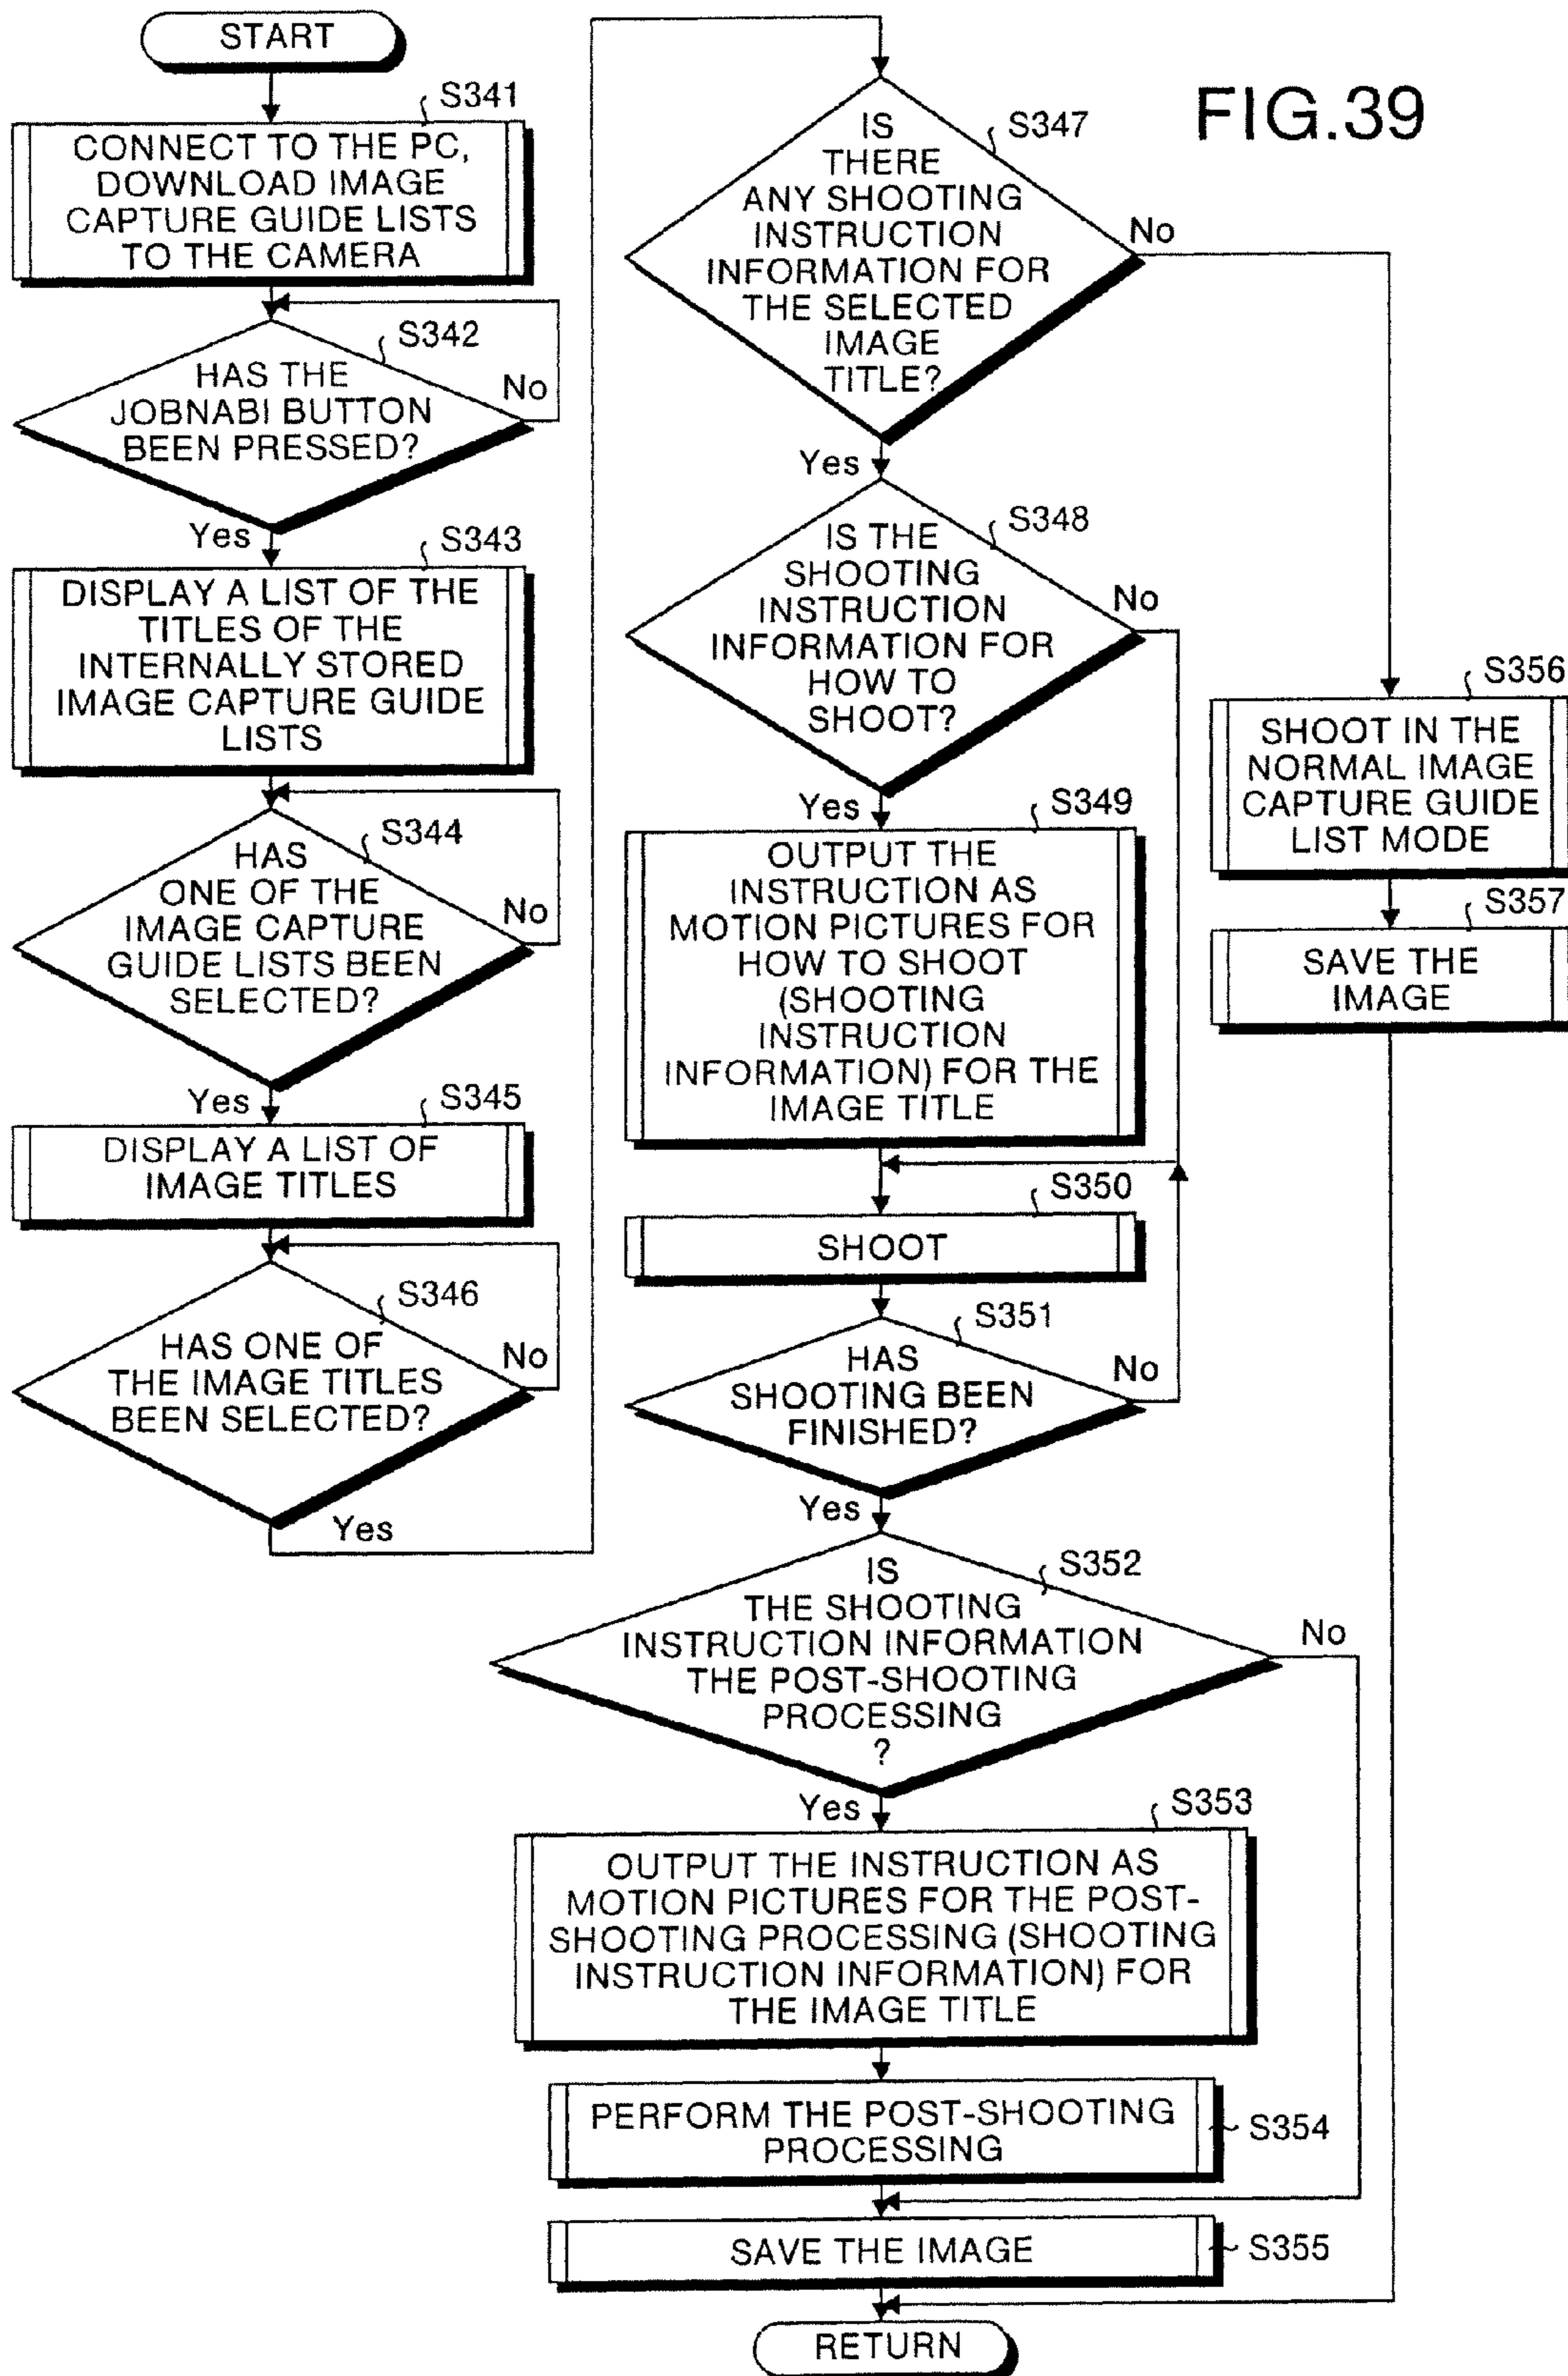 START
S341
CONNECT TO THE PC,
DOWNLOAD IMAGE
CAPTURE GUIDE LISTS
TO THE CAMERA
S342
HAS THE
JOBNABI BUTTON
BEEN PRESSED?
No
Yes
S343
DISPLAY A LIST OF THE
TITLES OF THE
INTERNALLY STORED
IMAGE CAPTURE GUIDE
LISTS
S344
HAS
ONE OF THE
IMAGE CAPTURE
GUIDE LISTS BEEN
SELECTED?
No
Yes
S345
DISPLAY A LIST OF
IMAGE TITLES
S346
HAS ONE OF
THE IMAGE TITLES
BEEN SELECTED?
No
Yes
FIG.39
S347
IS
THERE
ANY SHOOTING
INSTRUCTION
INFORMATION FOR
THE SELECTED
IMAGE
TITLE?
No
Yes
S348
IS THE
SHOOTING
INSTRUCTION
INFORMATION FOR
HOW TO
SHOOT?
No
Yes
S349
OUTPUT THE
INSTRUCTION AS
MOTION PICTURES FOR
HOW TO SHOOT
(SHOOTING
INSTRUCTION
INFORMATION) FOR THE
IMAGE TITLE
S350
SHOOT
S351
HAS
SHOOTING BEEN
FINISHED?
No
Yes
S352
IS
THE SHOOTING
INSTRUCTION INFORMATION
THE POST-SHOOTING
PROCESSING
?
No
Yes
S353
OUTPUT THE INSTRUCTION AS
MOTION PICTURES FOR THE POST-
SHOOTING PROCESSING (SHOOTING
INSTRUCTION INFORMATION) FOR
THE IMAGE TITLE
PERFORM THE POST-SHOOTING
PROCESSING
S354
SAVE THE IMAGE
S355
RETURN
S356
SHOOT IN THE
NORMAL IMAGE
CAPTURE GUIDE
LIST MODE
S357
SAVE THE
IMAGE